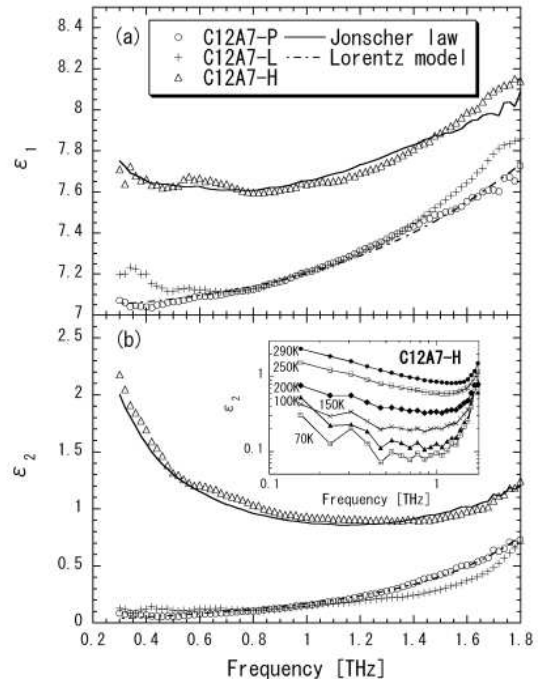 (a)
C12A7-P
C12A7-L
C12A7-H
Jonscher law
Lorentz model
8.4
8.2
8
7.8
7.6
7.4
7.2
7
ε1
(b)
2.5
2
1.5
1
0.5
0
ε2
C12A7-H
290K
250K
200K
100K
150K
70K
1
0.1
ε2
0.1
1
Frequency [THz]
0.2 0.4 0.6 0.8 1 1.2 1.4 1.6 1.8
Frequency [THz]